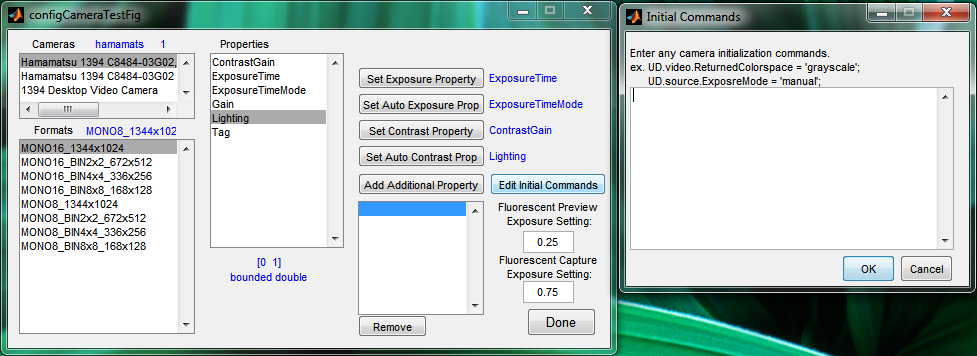 configCameraTestFig
Cameras hamamats 1
Hamamatsu 1394 C8484-03G02,
Hamamatsu 1394 C8484-03G02
1394 Desktop Video Camera
Formats MONO8_1344x102
MONO16_1344x1024
MONO16_BIN2x2_672x512
MONO16_BIN4x4_336x256
MONO16_BIN8x8_168x128
MONO8_1344x1024
MONO8_BIN2x2_672x512
MONO8_BIN4x4_336x256
MONO8_BIN8x8_168x128
Properties
ContrastGain
ExposureTime
ExposureTimeMode
Gain
Lighting
Tag
[0 1]
bounded double
Set Exposure Property ExposureTime
Set Auto Exposure Prop ExposureTimeMode
Set Contrast Property ContrastGain
Set Auto Contrast Prop Lighting
Add Additional Property Edit Initial Commands
Remove
Fluorescent Preview
Exposure Setting:
0.25
Fluorescent Capture
Exposure Setting:
0.75
Done
Initial Commands
Enter any camera initialization commands.
ex. UD.video.ReturnedColorspace = 'grayscale';
UD.source.ExposreMode = 'manual';
OK Cancel